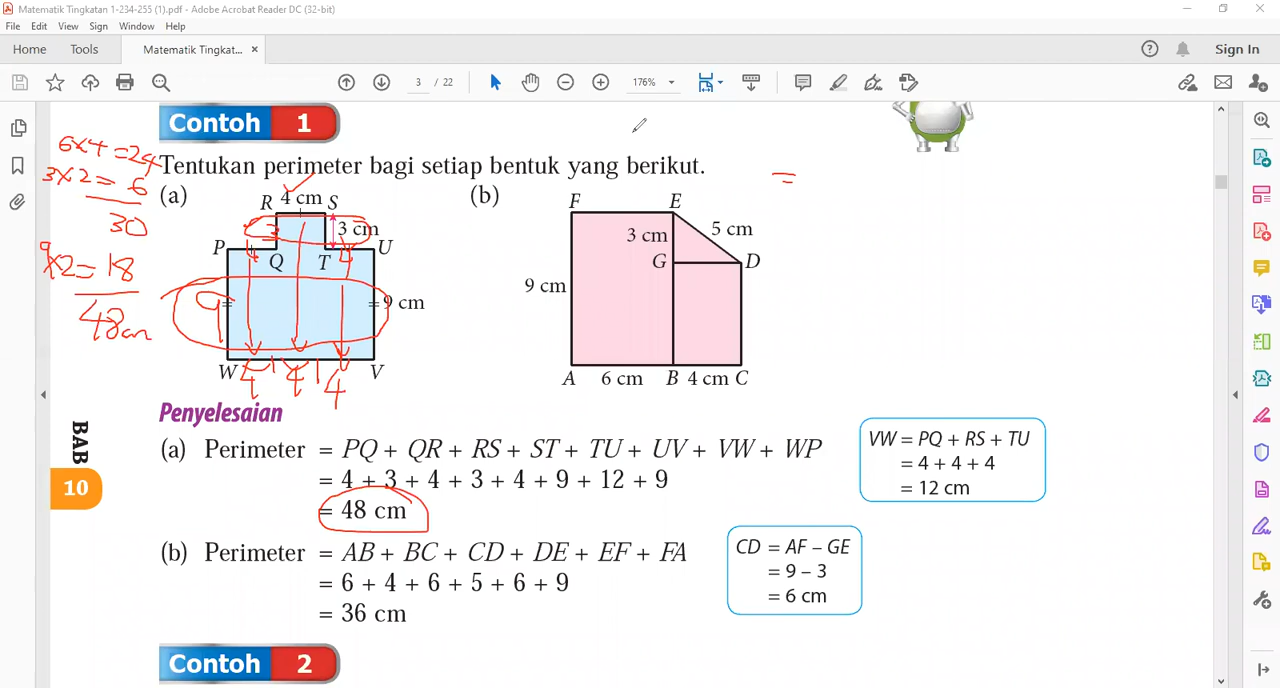 Matematik Tingkatan 1-234-255 (1).pdf - Adobe Acrobat Reader DC (32-bit)
File Edit View Sign Window Help
Home Tools Matematik Tingkat... × Sign In
3 / 22 176%
Contoh 1
6x4 = 24
Tentukan perimeter bagi setiap bentuk yang berikut.
3x2 = 6
=
30
9x2 = 18
48cm
(a)
R 4 cm S
3 3 cm
P 4 Q T 4 U
9 9 cm
W V
4 4 4
(b)
F E
3 cm 5 cm
G D
9 cm
A 6 cm B 4 cm C
Penyelesaian
(a) Perimeter = PQ + QR + RS + ST + TU + UV + VW + WP
= 4 + 3 + 4 + 3 + 4 + 9 + 12 + 9
= 48 cm
VW = PQ + RS + TU
= 4 + 4 + 4
= 12 cm
BAB
10
(b) Perimeter = AB + BC + CD + DE + EF + FA
= 6 + 4 + 6 + 5 + 6 + 9
= 36 cm
CD = AF – GE
= 9 – 3
= 6 cm
Contoh 2